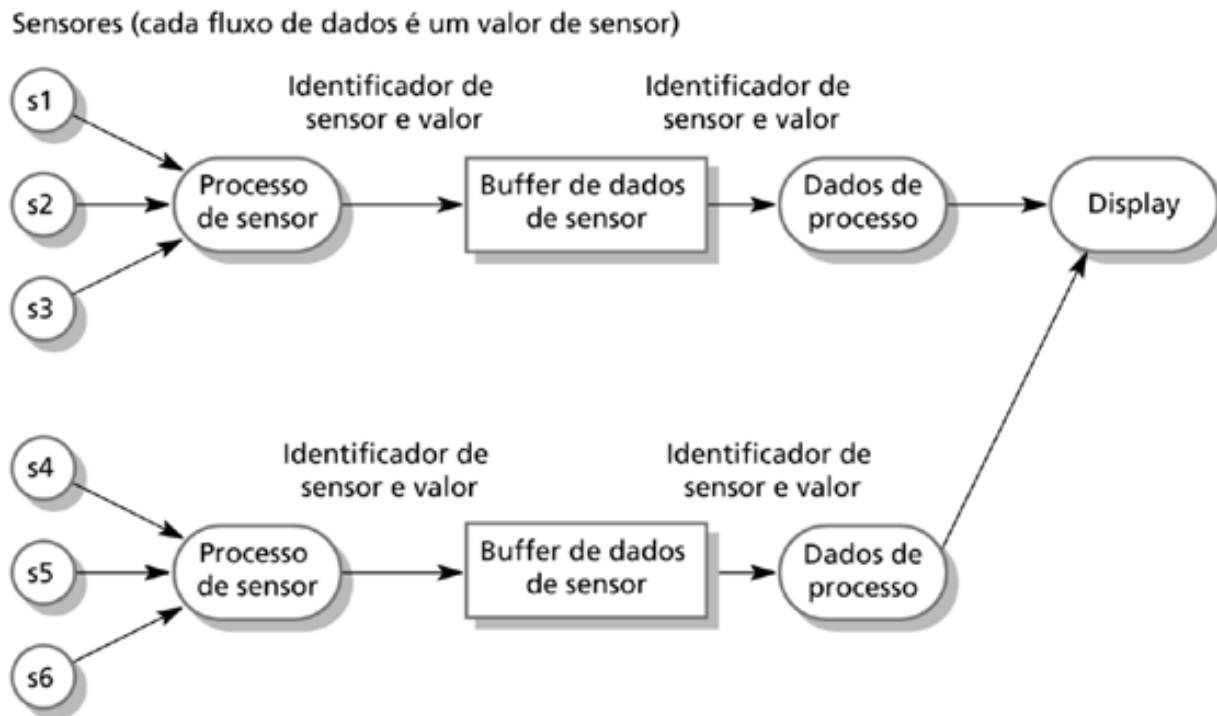 Sensores (cada fluxo de dados é um valor de sensor)
s1
s2
s3
Processo
de sensor
Identificador de
sensor e valor
Buffer de dados
de sensor
Identificador de
sensor e valor
Dados de
processo
Display
s4
s5
s6
Processo
de sensor
Identificador de
sensor e valor
Buffer de dados
de sensor
Identificador de
sensor e valor
Dados de
processo